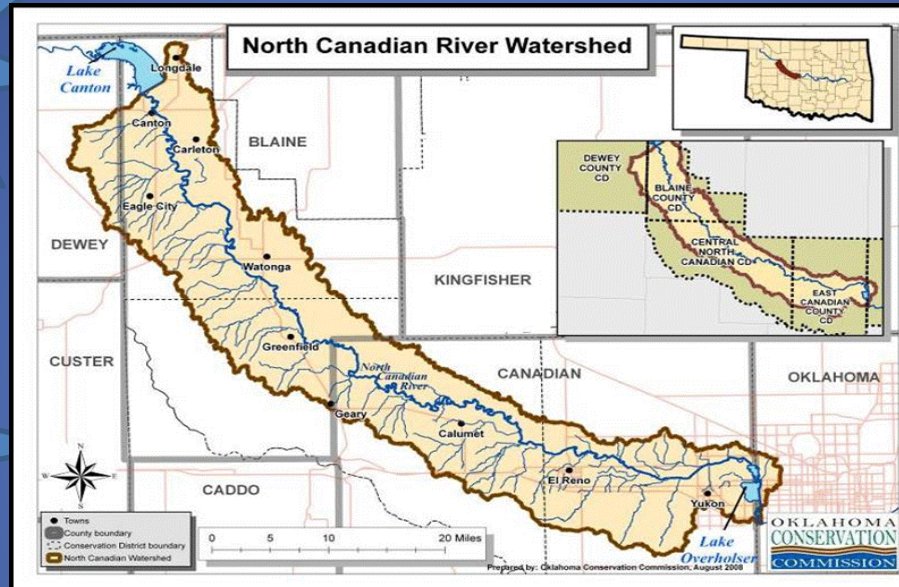 North Canadian River Watershed
Lake
Canton
Longdale
Canton
Carleton
BLAINE
Eagle City
DEWEY
Watonga
KINGFISHER
CUSTER
Greenfield
North
Canadian
River
CANADIAN
OKLAHOMA
Geary
Calumet
El Reno
Yukon
CADDO
Lake
Overholser
DEWEY
COUNTY
CD
BLAINE
COUNTY
CD
CENTRAL
NORTH
CANADIAN CD
EAST
CANADIAN
COUNTY
CD
N
W
E
S
Towns
County boundary
Conservation District boundary
North Canadian Watershed
0 5 10 20 Miles
Prepared by: Oklahoma Conservation Commission, August 2008
OKLAHOMA
CONSERVATION
COMMISSION